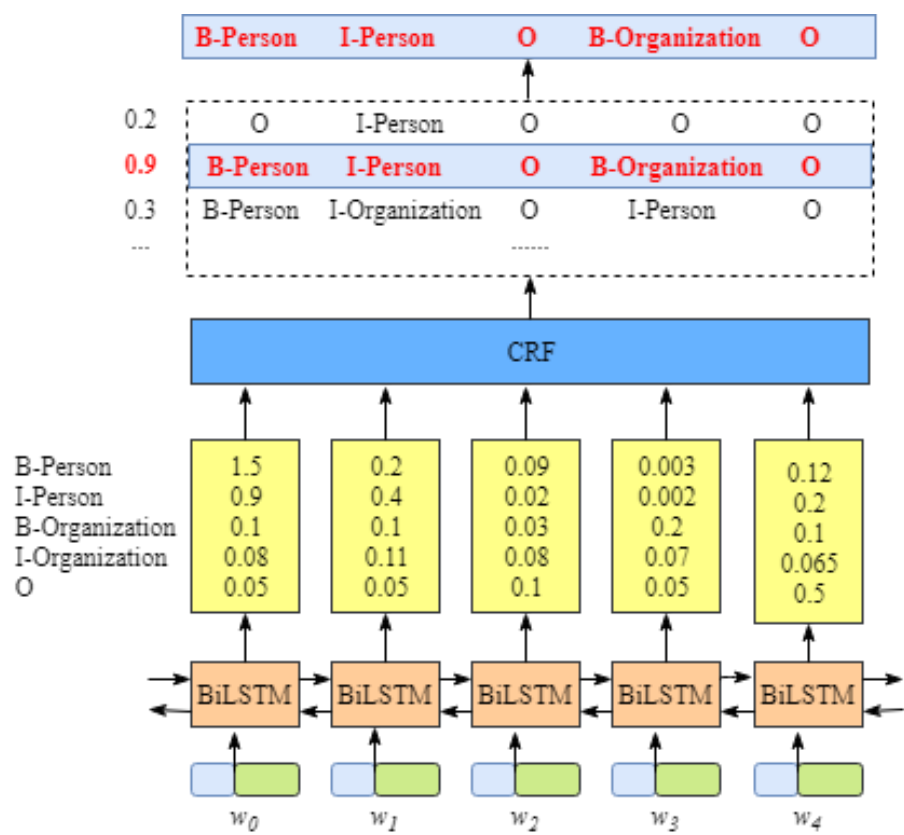 B-Person I-Person O B-Organization O
0.2 O I-Person O O O
0.9 B-Person I-Person O B-Organization O
0.3 B-Person I-Organization O I-Person O
... ......
CRF
B-Person 1.5 0.2 0.09 0.003 0.12
I-Person 0.9 0.4 0.02 0.002 0.2
B-Organization 0.1 0.1 0.03 0.2 0.1
I-Organization 0.08 0.11 0.08 0.07 0.065
O 0.05 0.05 0.1 0.05 0.5
BiLSTM BiLSTM BiLSTM BiLSTM BiLSTM
w0 w1 w2 w3 w4